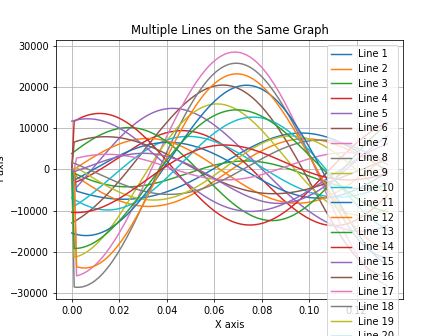 Multiple Lines on the Same Graph
30000
20000
10000
0
−10000
−20000
−30000
0.00
0.02
0.04
0.06
0.08
0.10
X axis
axis
Line 1
Line 2
Line 3
Line 4
Line 5
Line 6
Line 7
Line 8
Line 9
Line 10
Line 11
Line 12
Line 13
Line 14
Line 15
Line 16
Line 17
Line 18
Line 19
Line 20